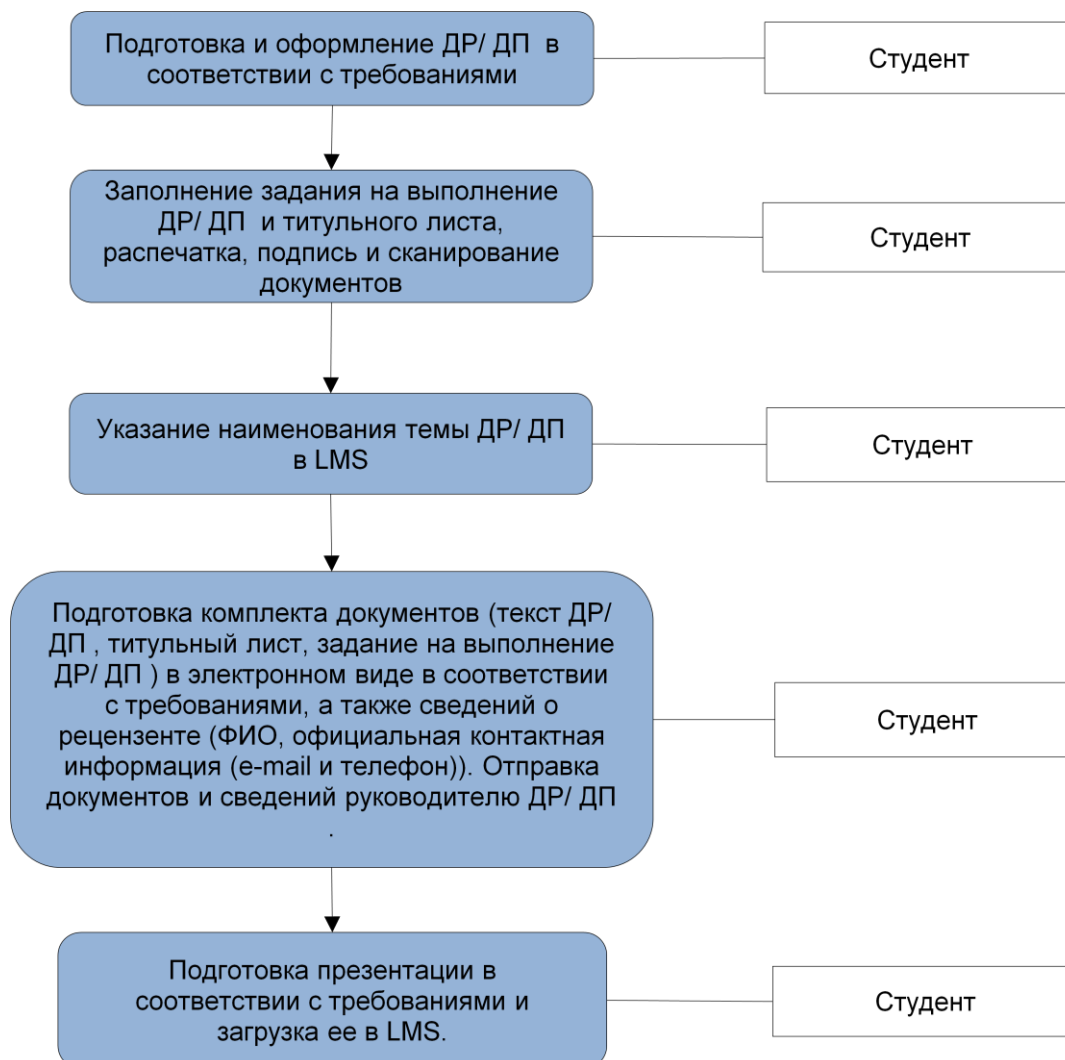 Подготовка и оформление ДР/ ДП в
соответствии с требованиями
Студент
Заполнение задания на выполнение
ДР/ ДП и титульного листа,
распечатка, подпись и сканирование
документов
Студент
Указание наименования темы ДР/ ДП
в LMS
Студент
Подготовка комплекта документов (текст ДР/
ДП , титульный лист, задание на выполнение
ДР/ ДП ) в электронном виде в соответствии
с требованиями, а также сведений о
рецензенте (ФИО, официальная контактная
информация (e-mail и телефон)). Отправка
документов и сведений руководителю ДР/ ДП
.
Студент
Подготовка презентации в
соответствии с требованиями и
загрузка ее в LMS.
Студент